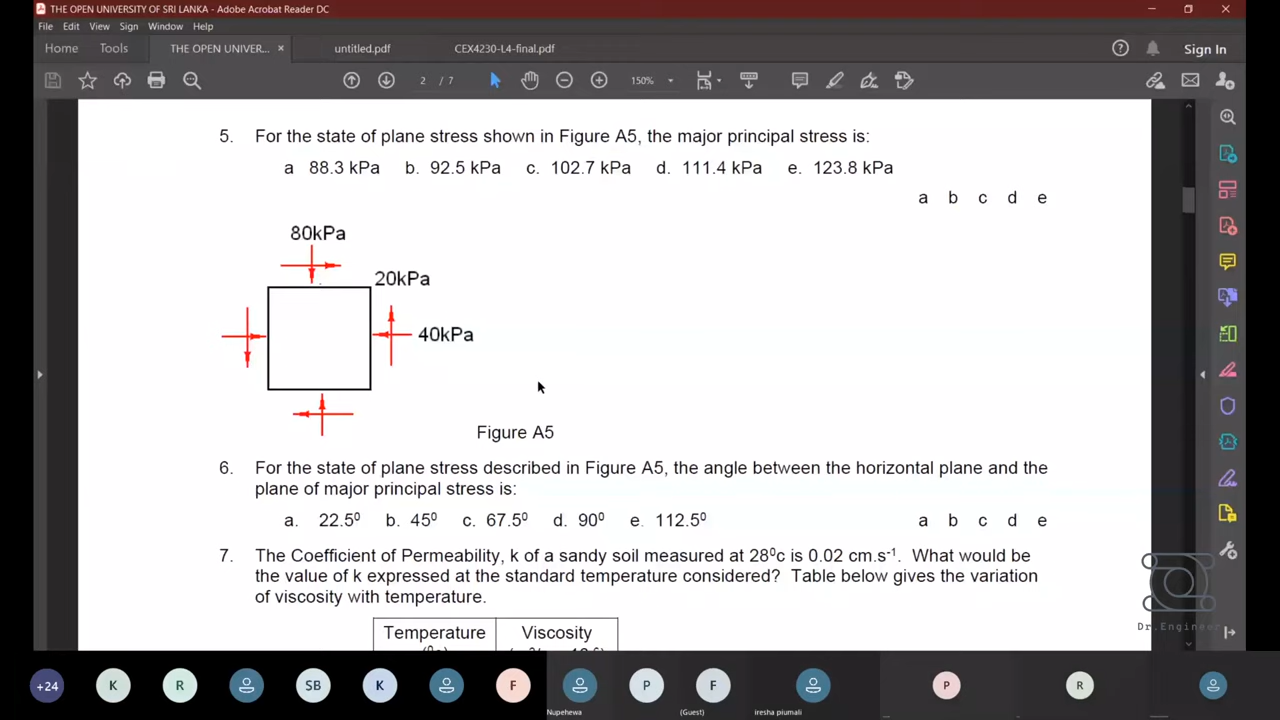 THE OPEN UNIVERSITY OF SRI LANKA - Adobe Acrobat Reader DC
File Edit View Sign Window Help
Home Tools THE OPEN UNIVER... × untitled.pdf CEX4230-L4-final.pdf Sign In
2 / 7 150%
5. For the state of plane stress shown in Figure A5, the major principal stress is:
a 88.3 kPa b. 92.5 kPa c. 102.7 kPa d. 111.4 kPa e. 123.8 kPa
a b c d e
80kPa
20kPa
40kPa
Figure A5
6. For the state of plane stress described in Figure A5, the angle between the horizontal plane and the
plane of major principal stress is:
a. 22.5⁰ b. 45⁰ c. 67.5⁰ d. 90⁰ e. 112.5⁰ a b c d e
7. The Coefficient of Permeability, k of a sandy soil measured at 28⁰c is 0.02 cm.s⁻¹. What would be
the value of k expressed at the standard temperature considered? Table below gives the variation
of viscosity with temperature.
Temperature Viscosity
Dr.Engineer
+24 K R SB K F P F P R
Nupehewa (Guest) iresha piumali